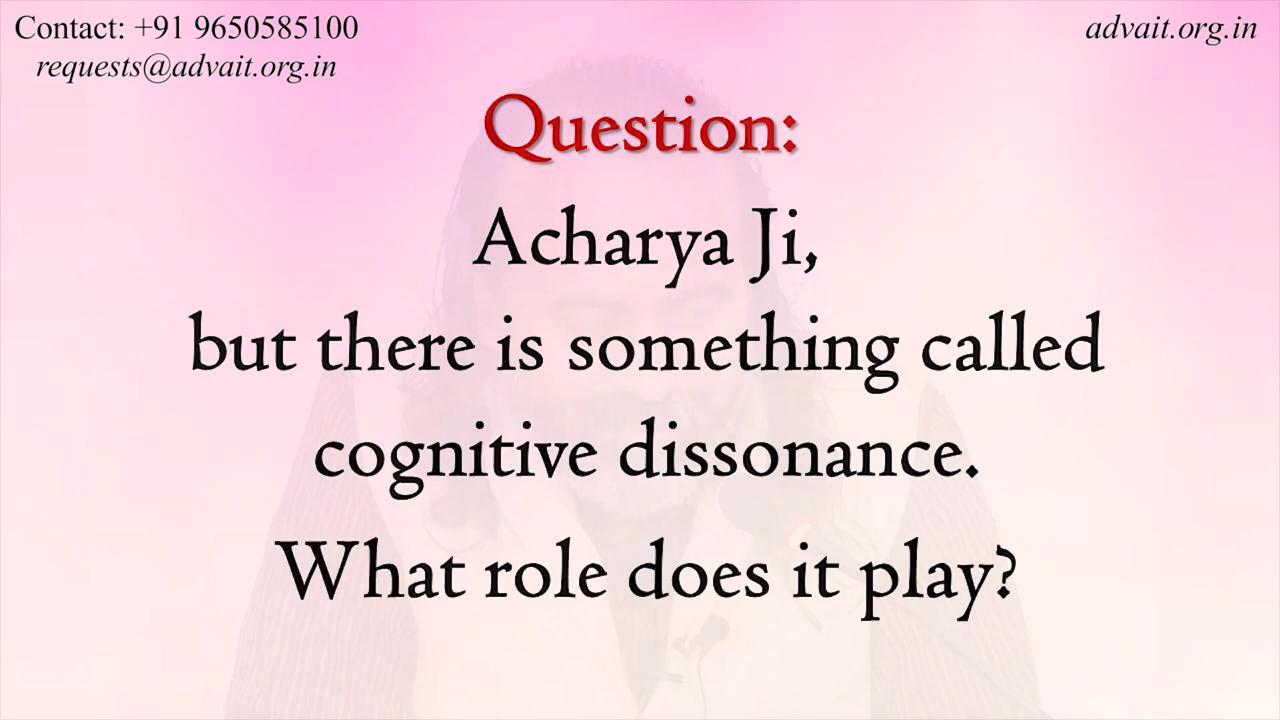 Contact: +91 9650585100
requests@advait.org.in
advait.org.in
Question:
Acharya Ji,
but there is something called
cognitive dissonance.
What role does it play?